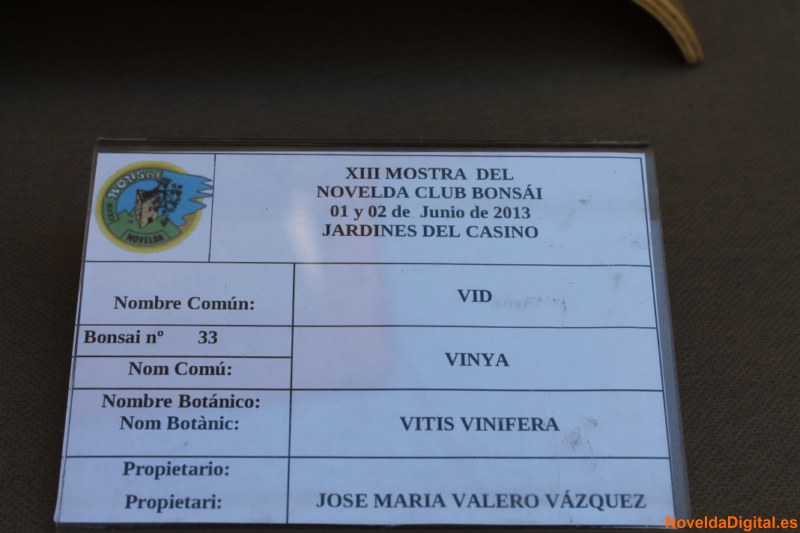 BONSAI
NOVELDA
XIII MOSTRA DEL
NOVELDA CLUB BONSÁI
01 y 02 de Junio de 2013
JARDINES DEL CASINO
Nombre Común:
VID
Bonsai nº 33
Nom Comú:
VINYA
Nombre Botánico:
Nom Botànic:
VITIS VINIFERA
Propietario:
Propietari:
JOSE MARIA VALERO VÁZQUEZ
NoveldaDigital.es